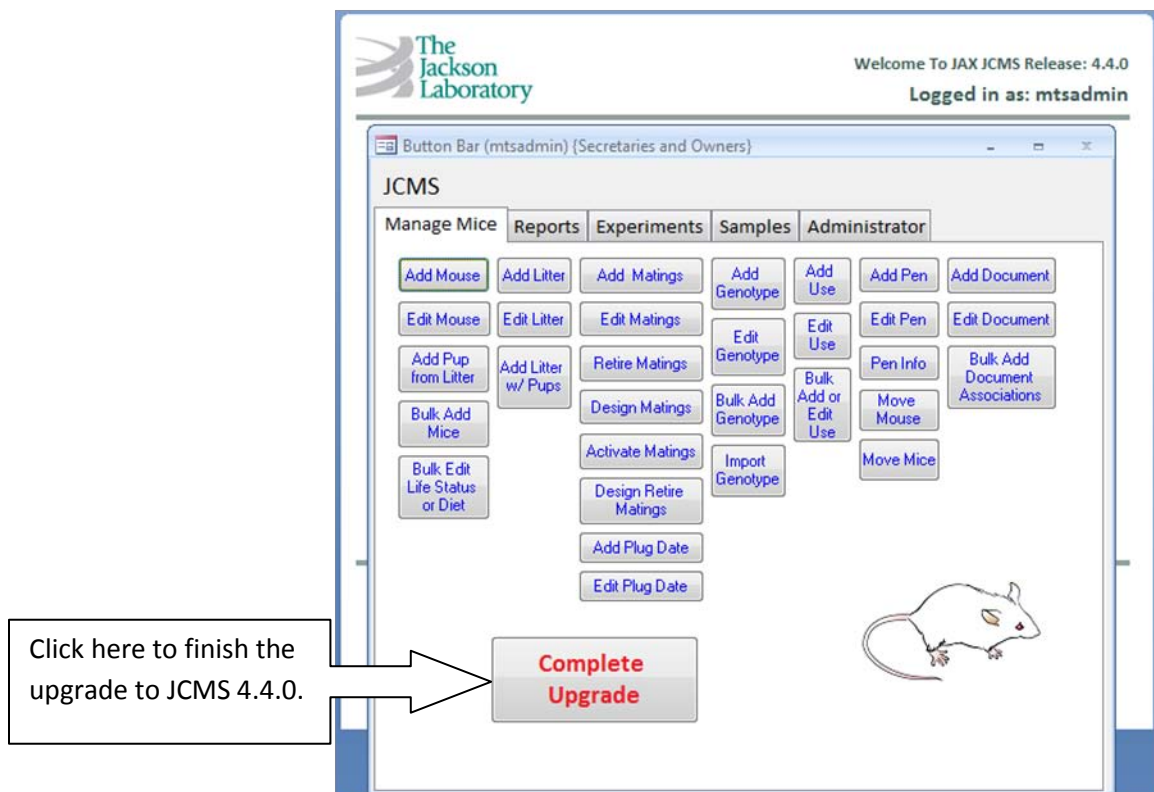 The
Jackson
Laboratory
Welcome To JAX JCMS Release: 4.4.0
Logged in as: mtsadmin
Button Bar (mtsadmin) {Secretaries and Owners}
JCMS
Manage Mice
Reports
Experiments
Samples
Administrator
Add Mouse
Edit Mouse
Add Pup
from Litter
Bulk Add
Mice
Bulk Edit
Life Status
or Diet
Add Litter
Edit Litter
Add Litter
w/ Pups
Add Matings
Edit Matings
Retire Matings
Design Matings
Activate Matings
Design Retire
Matings
Add Plug Date
Edit Plug Date
Add
Genotype
Edit
Genotype
Bulk Add
Genotype
Import
Genotype
Add
Use
Edit
Use
Bulk
Add or
Edit
Use
Add Pen
Edit Pen
Pen Info
Move
Mouse
Move Mice
Add Document
Edit Document
Bulk Add
Document
Associations
Click here to finish the
upgrade to JCMS 4.4.0.
Complete
Upgrade